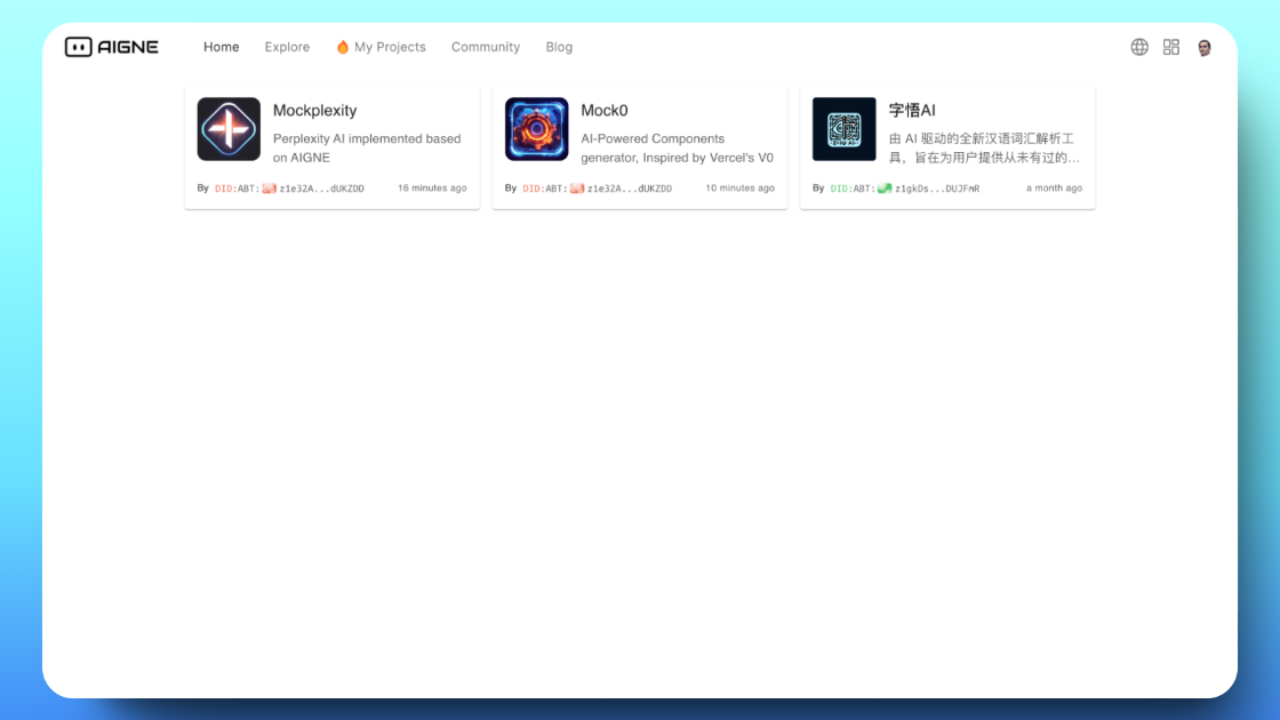 AIGNE
Home
Explore
My Projects
Community
Blog
Mockplexity
Perplexity AI implemented based
on AIGNE
By DID:ABT: z1e32A...dUKZDD
16 minutes ago
Mock0
AI-Powered Components
generator, Inspired by Vercel's V0
By DID:ABT: z1e32A...dUKZDD
10 minutes ago
字悟AI
由 AI 驱动的全新汉语词汇解析工
具，旨在为用户提供从未有过的...
By DID:ABT: z1gkDs...DUJFmR
a month ago